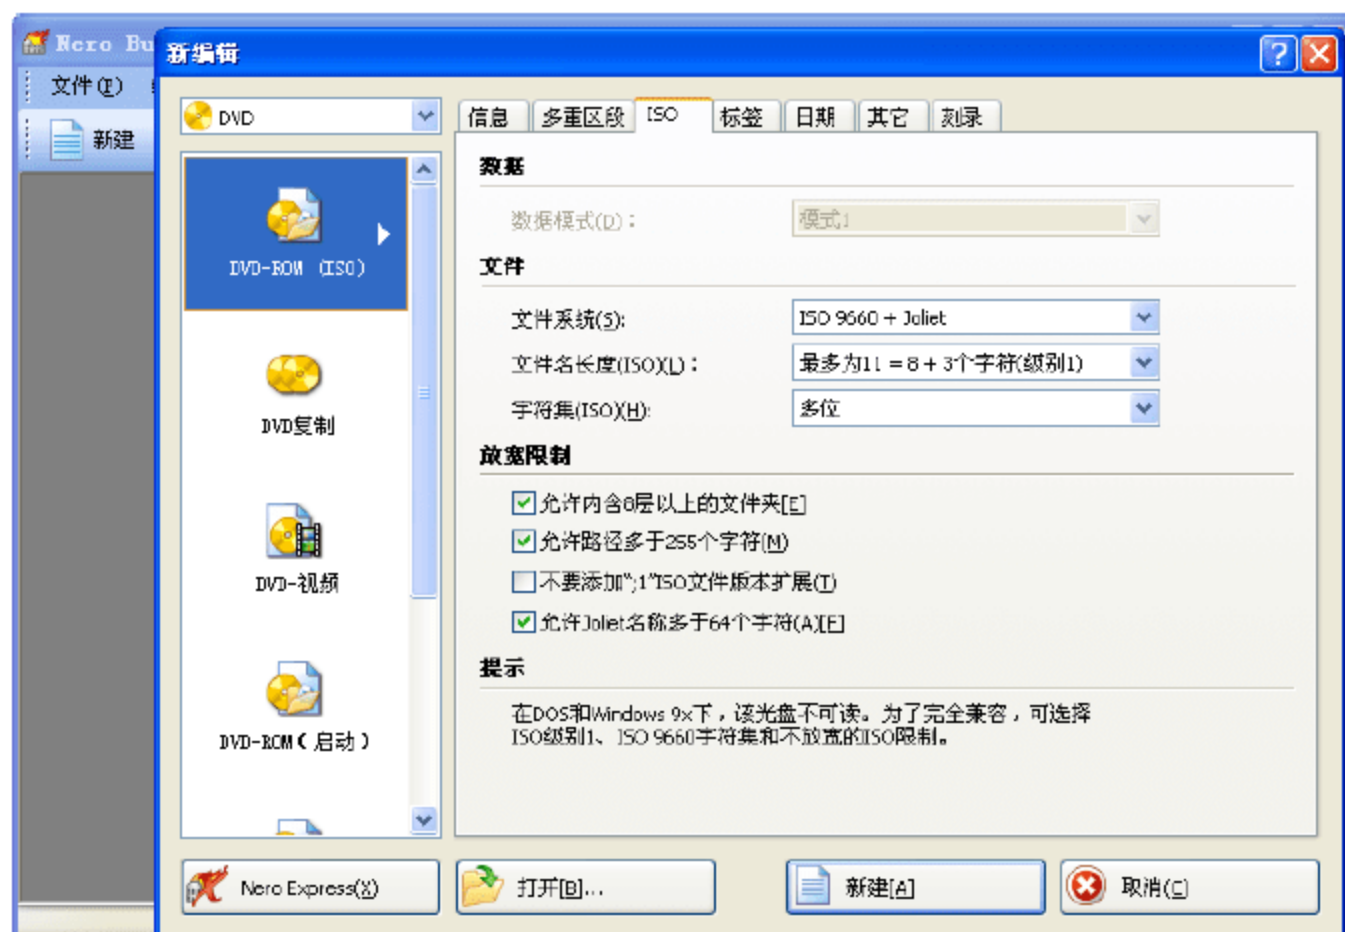 Nero Bu
新编辑
文件(F)
新建
DVD
DVD-ROM (ISO)
DVD复制
DVD-视频
DVD-ROM(启动)
信息 多重区段 ISO 标签 日期 其它 刻录
数据
数据模式(D): 模式1
文件
文件系统(S): ISO 9660 + Joliet
文件名长度(ISO)(L): 最多为11 = 8 + 3个字符(级别1)
字符集(ISO)(H): 多位
放宽限制
允许内含8层以上的文件夹[E]
允许路径多于255个字符(M)
不要添加";1"ISO文件版本扩展(T)
允许Joliet名称多于64个字符(A)[F]
提示
在DOS和Windows 9x下，该光盘不可读。为了完全兼容，可选择
ISO级别1、ISO 9660字符集和不放宽的ISO限制。
Nero Express(X) 打开[B]... 新建[A] 取消(C)